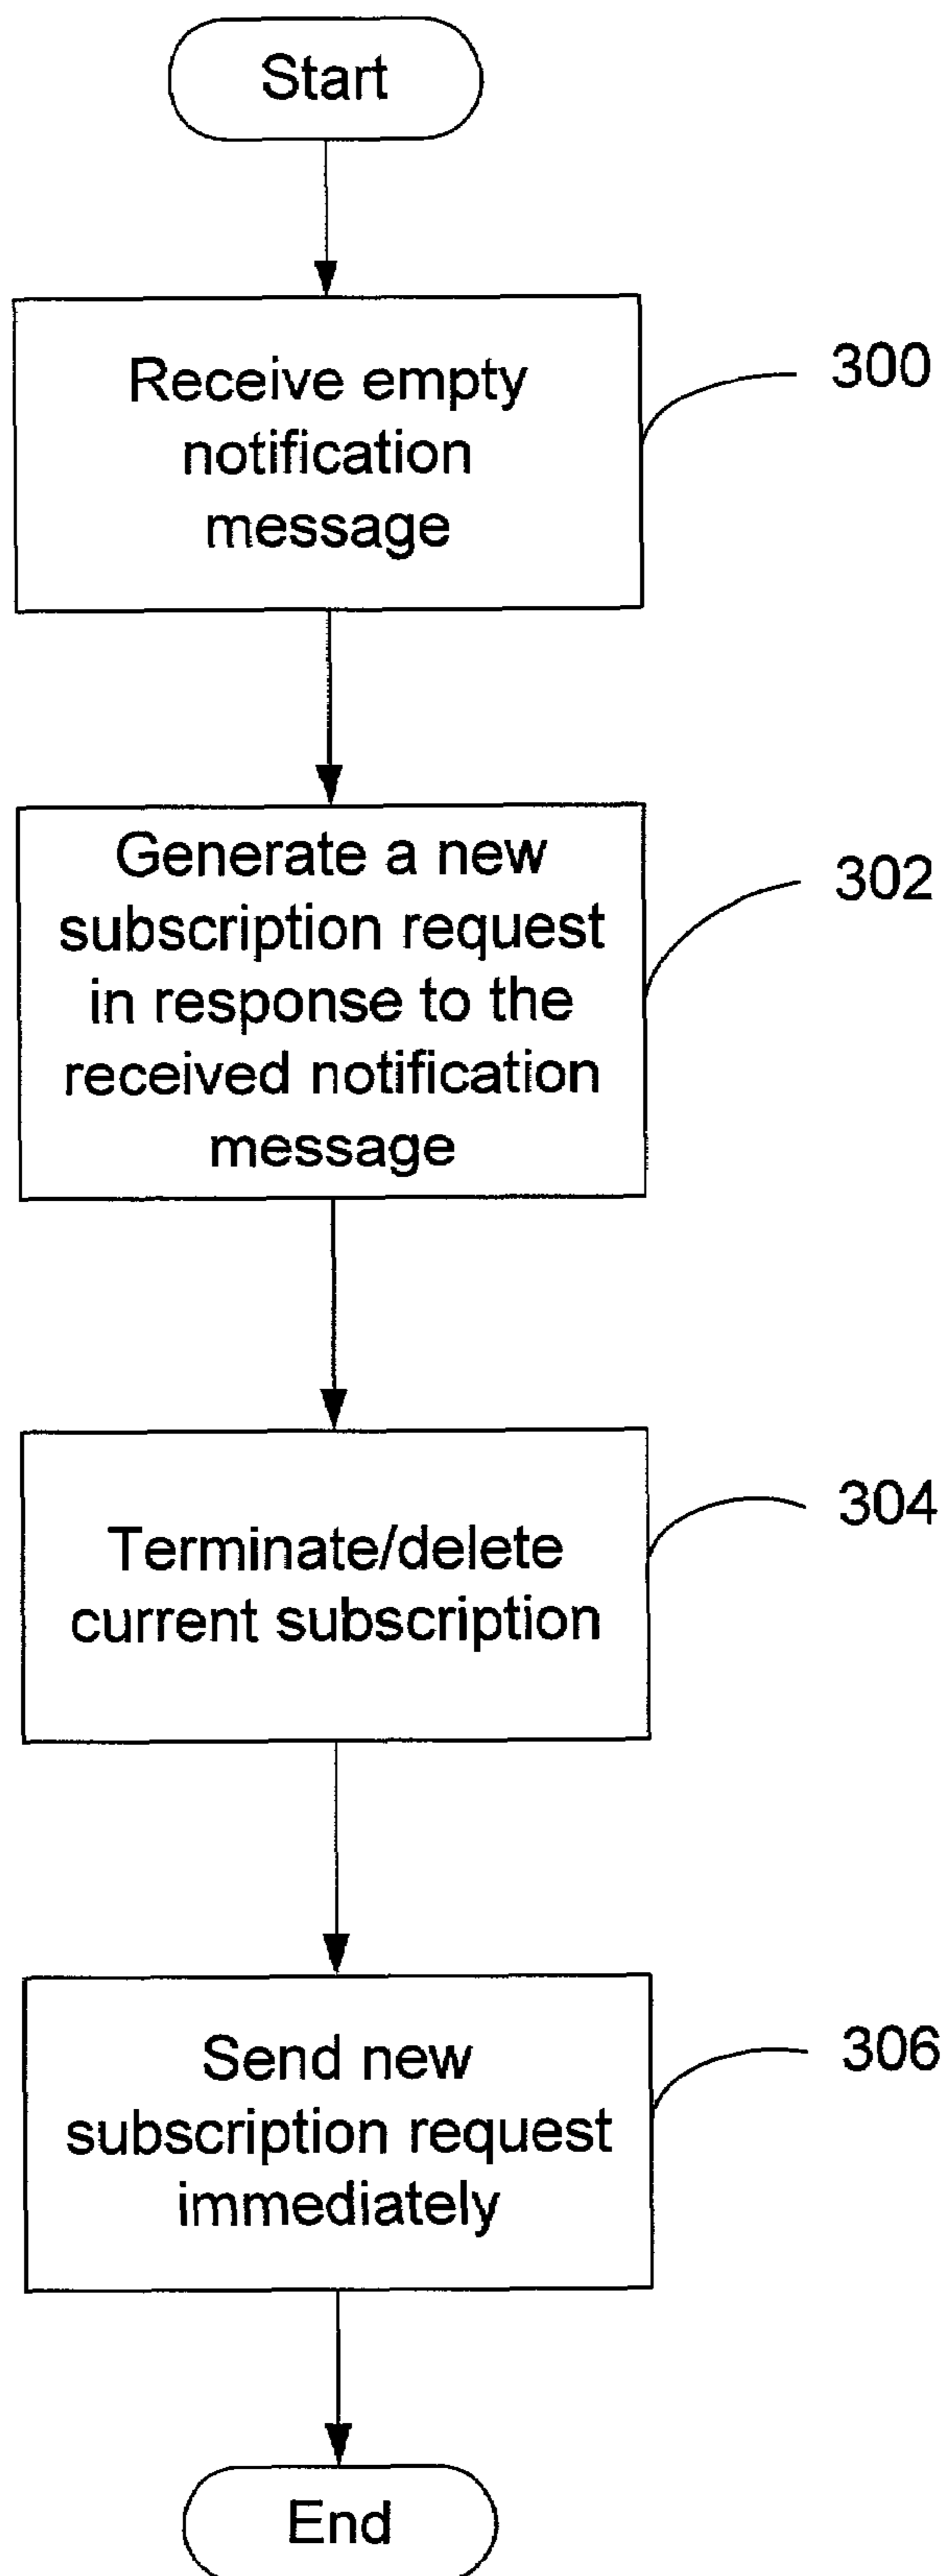 Start
Receive empty
notification
message
300
Generate a new
subscription request
in response to the
received notification
message
302
Terminate/delete
current subscription
304
Send new
subscription request
immediately
306
End